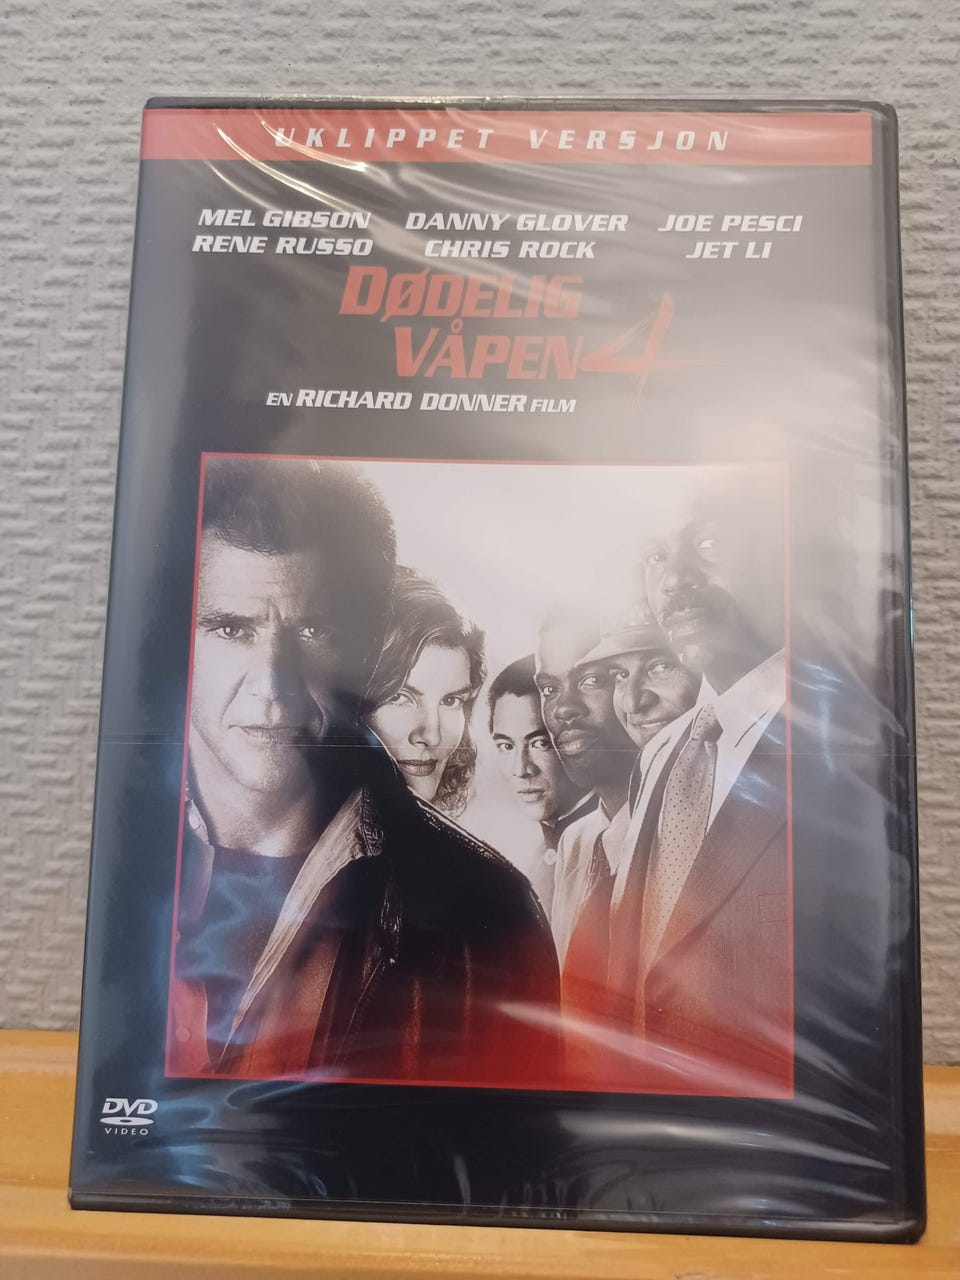 UKLIPPET VERSJON
MEL GIBSON DANNY GLOVER JOE PESCI
RENE RUSSO CHRIS ROCK JET LI
DØDELIG
VÅPEN 4
EN RICHARD DONNER FILM
DVD
VIDEO